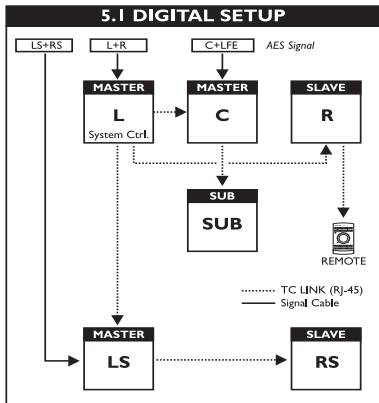 5.1 DIGITAL SETUP
LS+RS L+R C+LFE AES Signal
MASTER MASTER SLAVE
L C R
System Ctrl.
SUB
SUB
REMOTE
TC LINK (RJ-45)
Signal Cable
MASTER SLAVE
LS RS